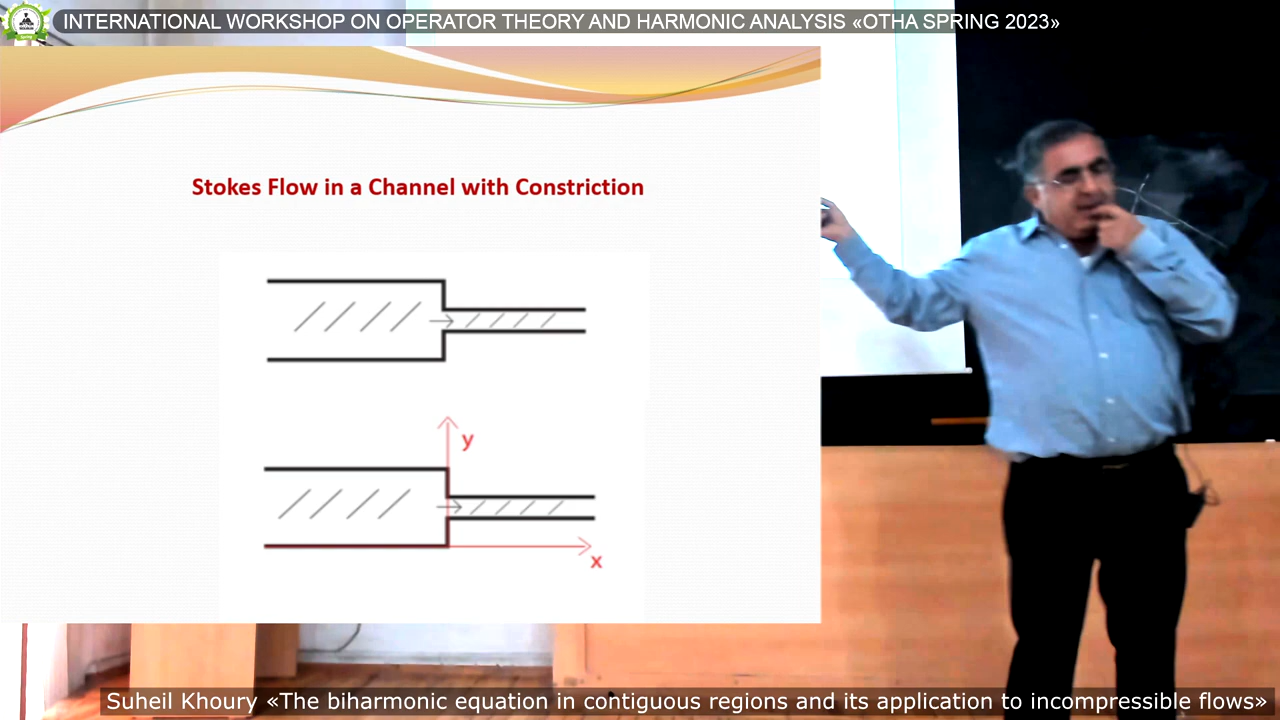 INTERNATIONAL WORKSHOP ON OPERATOR THEORY AND HARMONIC ANALYSIS «OTHA SPRING 2023»
Stokes Flow in a Channel with Constriction
y
x
Suheil Khoury «The biharmonic equation in contiguous regions and its application to incompressible flows»